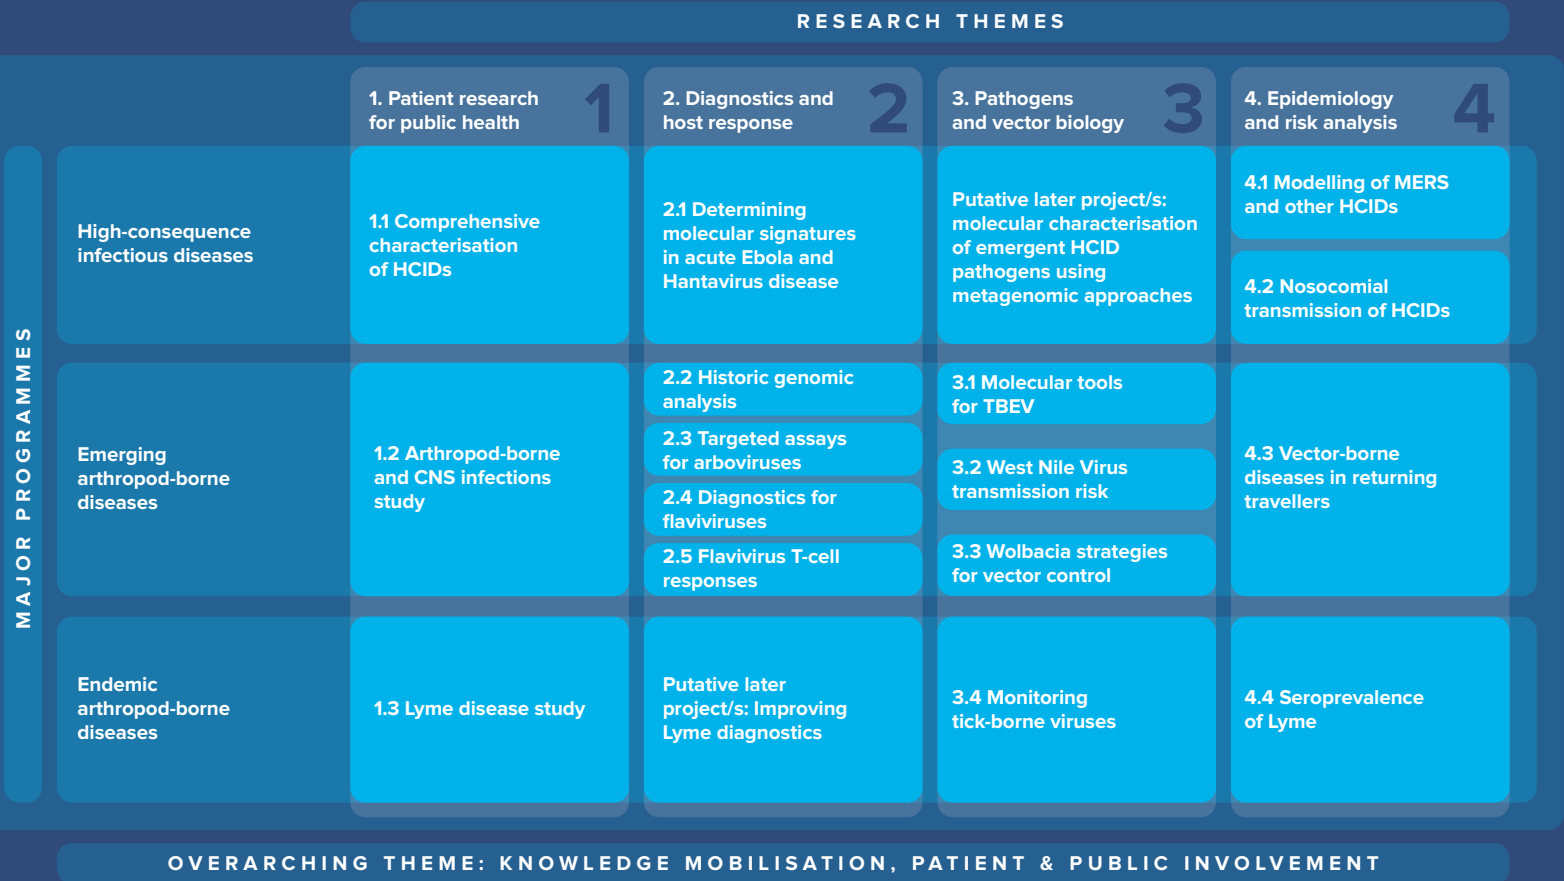 RESEARCH THEMES
1. Patient research
for public health
1
2. Diagnostics and
host response
2
3. Pathogens
and vector biology
3
4. Epidemiology
and risk analysis
4
MAJOR PROGRAMMES
High-consequence
infectious diseases
1.1 Comprehensive
characterisation
of HCIDs
2.1 Determining
molecular signatures
in acute Ebola and
Hantavirus disease
Putative later project/s:
molecular characterisation
of emergent HCID
pathogens using
metagenomic approaches
4.1 Modelling of MERS
and other HCIDs
4.2 Nosocomial
transmission of HCIDs
Emerging
arthropod-borne
diseases
1.2 Arthropod-borne
and CNS infections
study
2.2 Historic genomic
analysis
2.3 Targeted assays
for arboviruses
2.4 Diagnostics for
flaviviruses
2.5 Flavivirus T-cell
responses
3.1 Molecular tools
for TBEV
3.2 West Nile Virus
transmission risk
3.3 Wolbacia strategies
for vector control
4.3 Vector-borne
diseases in returning
travellers
Endemic
arthropod-borne
diseases
1.3 Lyme disease study
Putative later
project/s: Improving
Lyme diagnostics
3.4 Monitoring
tick-borne viruses
4.4 Seroprevalence
of Lyme
OVERARCHING THEME: KNOWLEDGE MOBILISATION, PATIENT & PUBLIC INVOLVEMENT